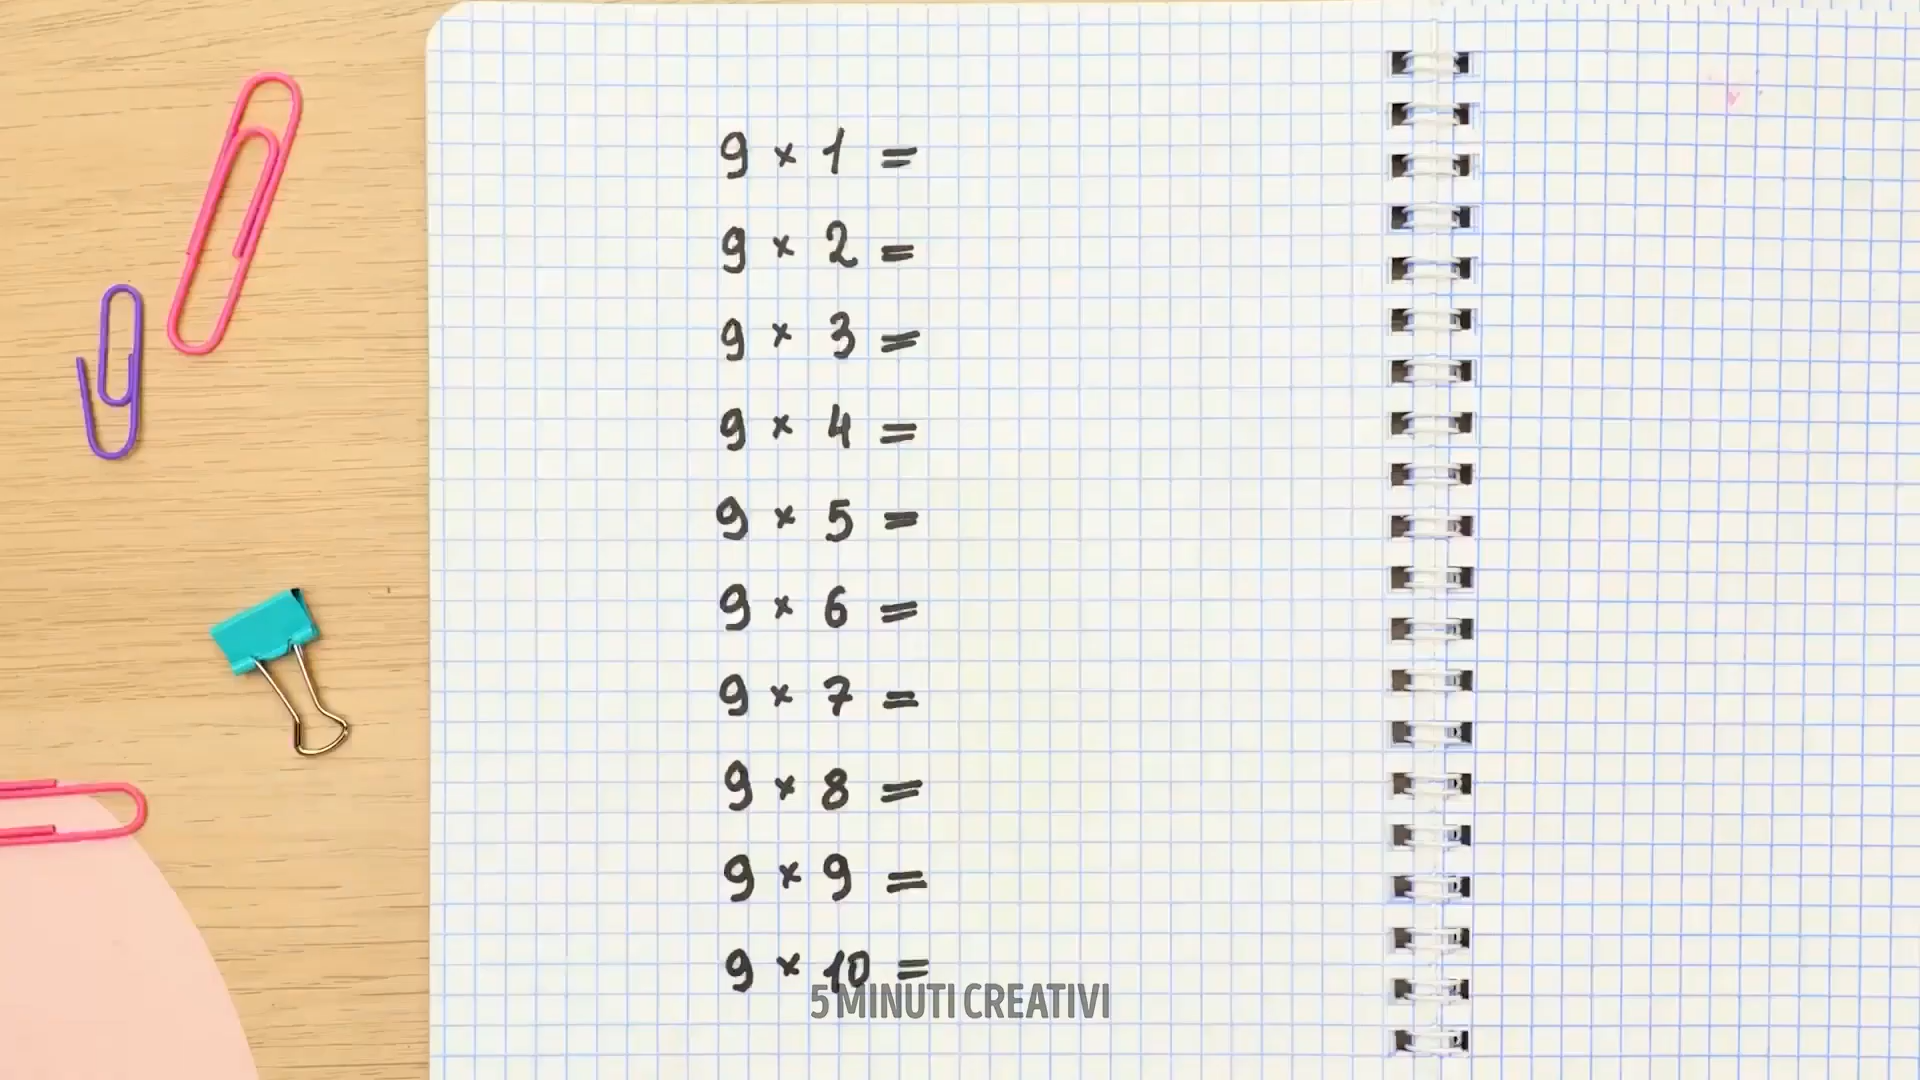 9 × 1 =
9 × 2 =
9 × 3 =
9 × 4 =
9 × 5 =
9 × 6 =
9 × 7 =
9 × 8 =
9 × 9 =
9 × 10 =
5 MINUTI CREATIVI